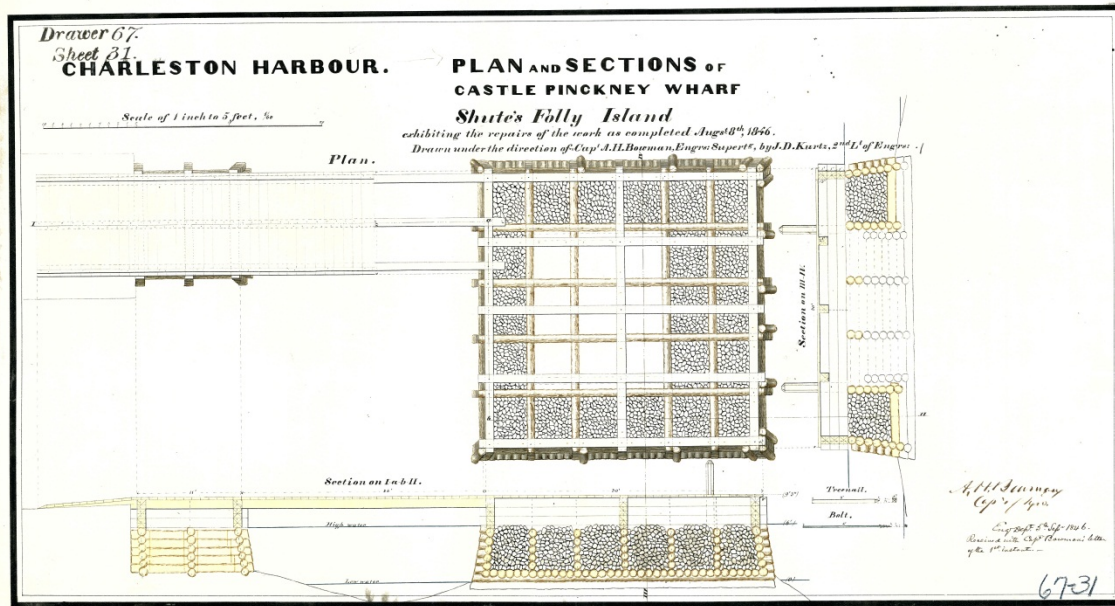 Drawer 67.
Sheet 31.
CHARLESTON HARBOUR.
PLAN AND SECTIONS OF
CASTLE PINCKNEY WHARF
Shute's Folly Island
exhibiting the repairs of the work as completed Augst 8th, 1846.
Drawn under the direction of Capt A.H. Bowman, Engrs: Supertg, by J.D. Kurtz, 2nd Lt of Engrs:
Scale of 1 inch to 5 feet,
Plan.
Section on III-II.
Section on I a b II.
High water
Low water
Treenail.
Bolt.
Capt of Engrs
Engr Dept 5th Sep 1846.
Received with Capt Bowman's letter
of the 1st instant.
67-31